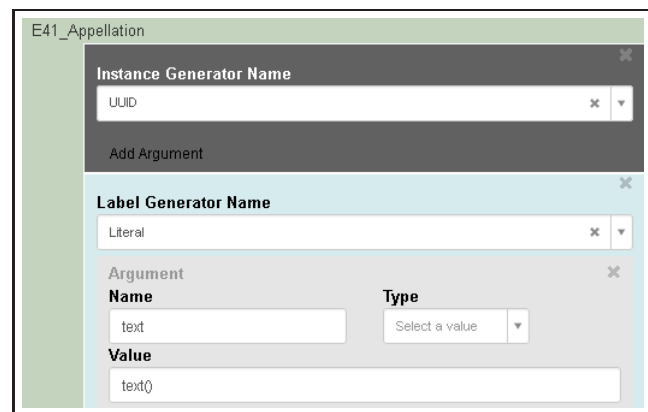 E41_Appellation
Instance Generator Name
UUID
Add Argument
Label Generator Name
Literal
Argument
Name Type
text Select a value
Value
text()